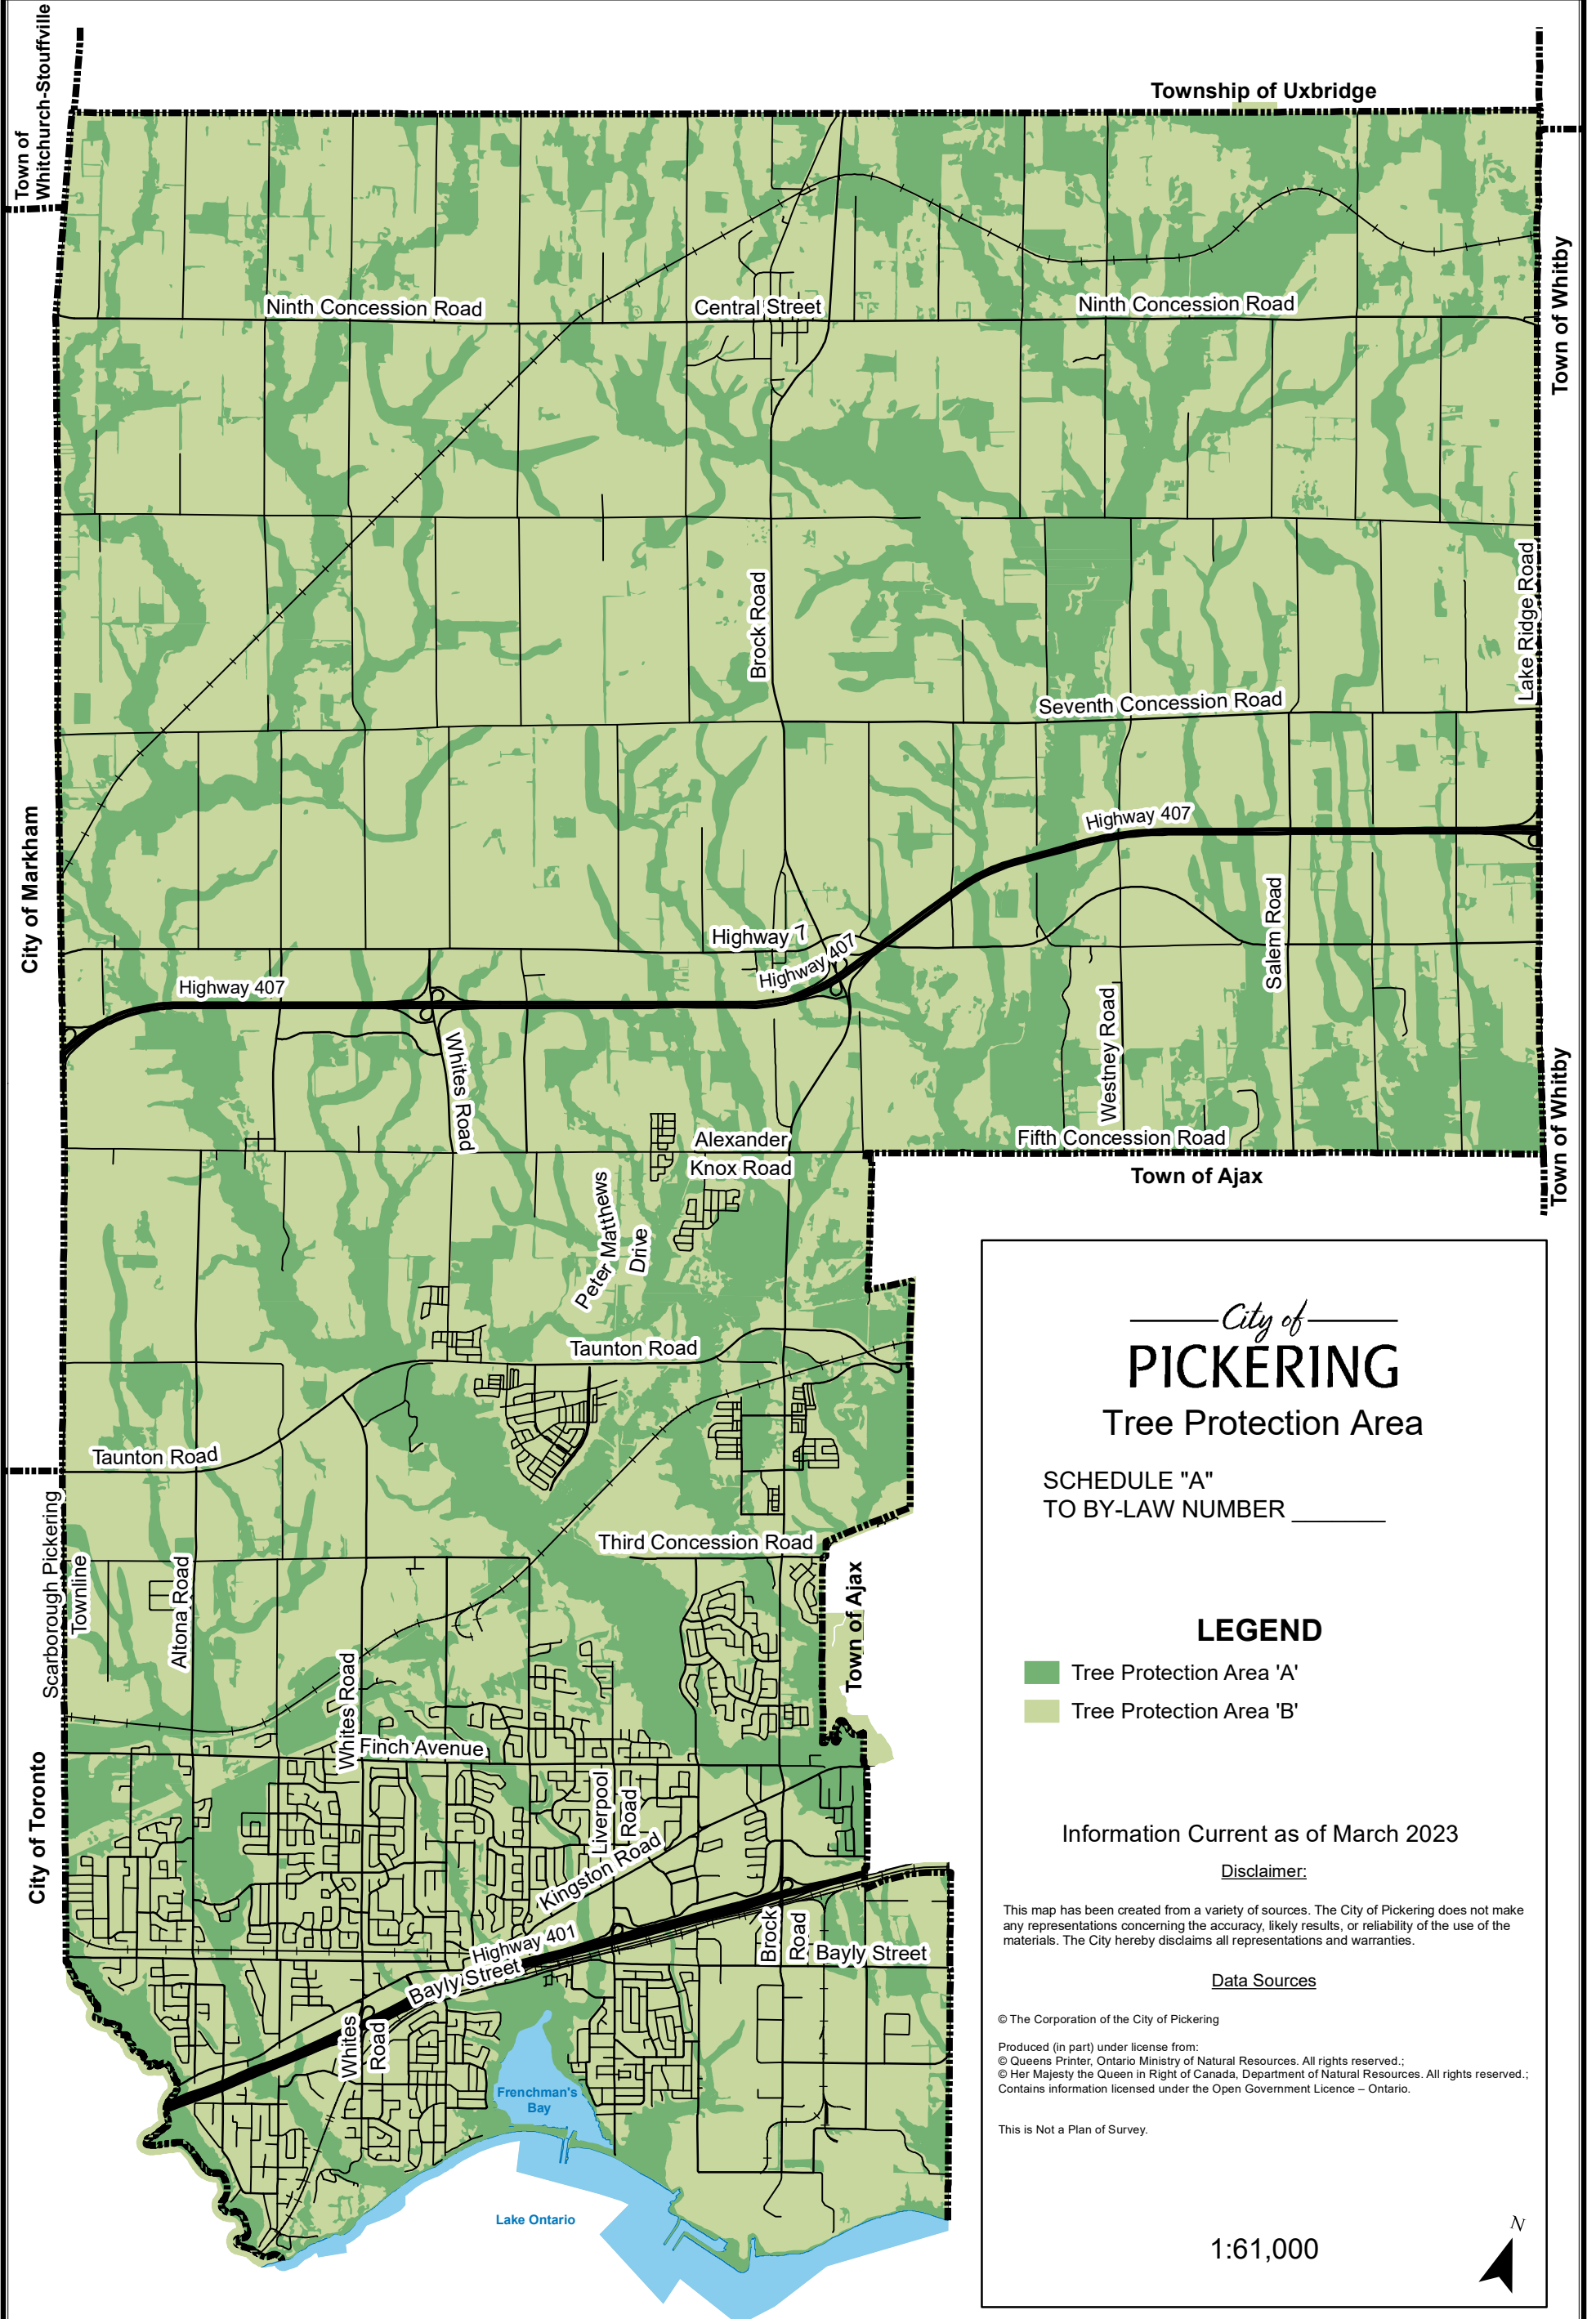 Township of Uxbridge
Town of
Whitchurch-Stouffville
Town of Whitby
Ninth Concession Road
Central Street
Ninth Concession Road
Brock Road
Lake Ridge Road
Seventh Concession Road
City of Markham
Highway 407
Highway 7
Highway 407
Salem Road
Highway 407
Westney Road
Whites Road
Town of Whitby
Alexander
Knox Road
Fifth Concession Road
Town of Ajax
Peter Matthews
Drive
Taunton Road
Taunton Road
Scarborough Pickering
Townline
Altona Road
Third Concession Road
Town of Ajax
Whites Road
Finch Avenue
City of Toronto
Liverpool
Road
Kingston Road
Highway 401
Bayly Street
Brock
Road
Bayly Street
Whites
Road
Frenchman's
Bay
Lake Ontario
City of
PICKERING
Tree Protection Area
SCHEDULE "A"
TO BY-LAW NUMBER _______
LEGEND
Tree Protection Area 'A'
Tree Protection Area 'B'
Information Current as of March 2023
Disclaimer:
This map has been created from a variety of sources. The City of Pickering does not make
any representations concerning the accuracy, likely results, or reliability of the use of the
materials. The City hereby disclaims all representations and warranties.
Data Sources
© The Corporation of the City of Pickering
Produced (in part) under license from:
© Queens Printer, Ontario Ministry of Natural Resources. All rights reserved.;
© Her Majesty the Queen in Right of Canada, Department of Natural Resources. All rights reserved.;
Contains information licensed under the Open Government Licence – Ontario.
This is Not a Plan of Survey.
1:61,000
N